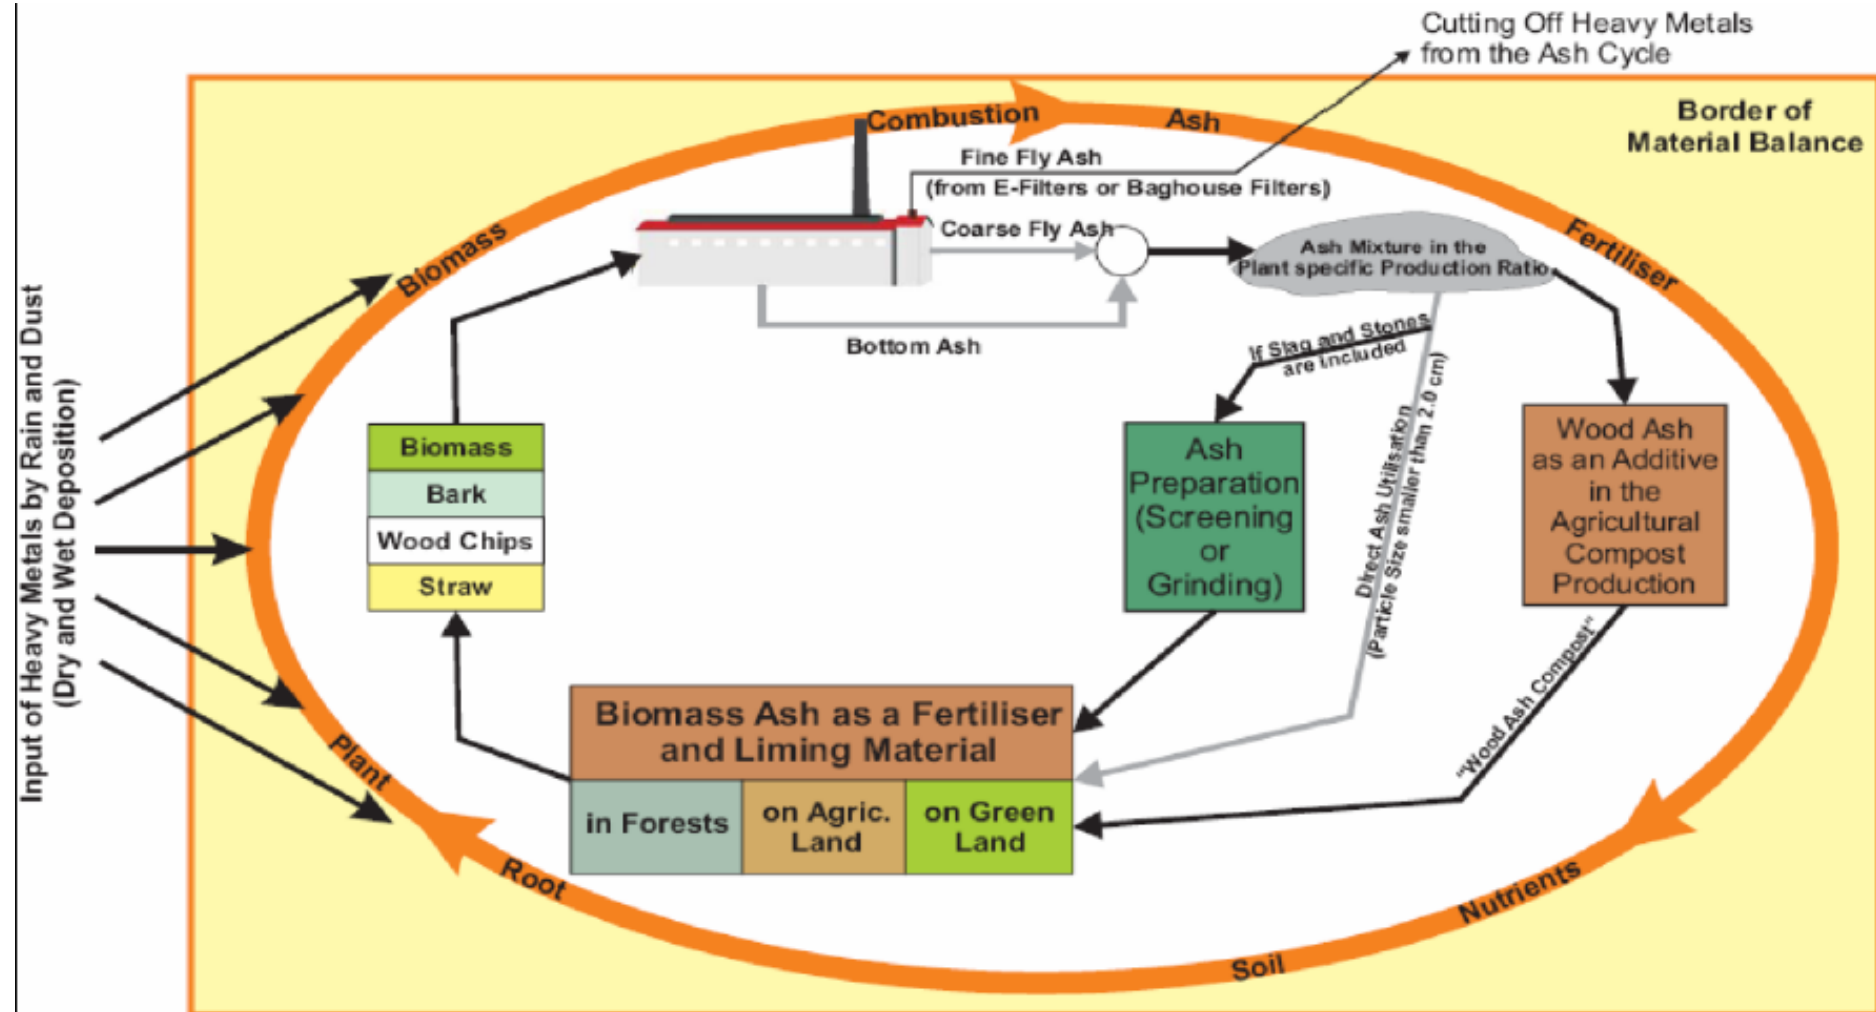 Cutting Off Heavy Metals
from the Ash Cycle
Border of
Material Balance
Combustion
Ash
Fertiliser
Nutrients
Soil
Root
Plant
Biomass
Input of Heavy Metals by Rain and Dust
(Dry and Wet Deposition)
Fine Fly Ash
(from E-Filters or Baghouse Filters)
Coarse Fly Ash
Bottom Ash
Ash Mixture in the
Plant specific Production Ratio
If Slag and Stones
are included
Direct Ash Utilisation
(Particle Size smaller than 2.0 cm)
Biomass
Bark
Wood Chips
Straw
Ash
Preparation
(Screening
or
Grinding)
Wood Ash
as an Additive
in the
Agricultural
Compost
Production
"Wood Ash Compost"
Biomass Ash as a Fertiliser
and Liming Material
in Forests
on Agric.
Land
on Green
Land